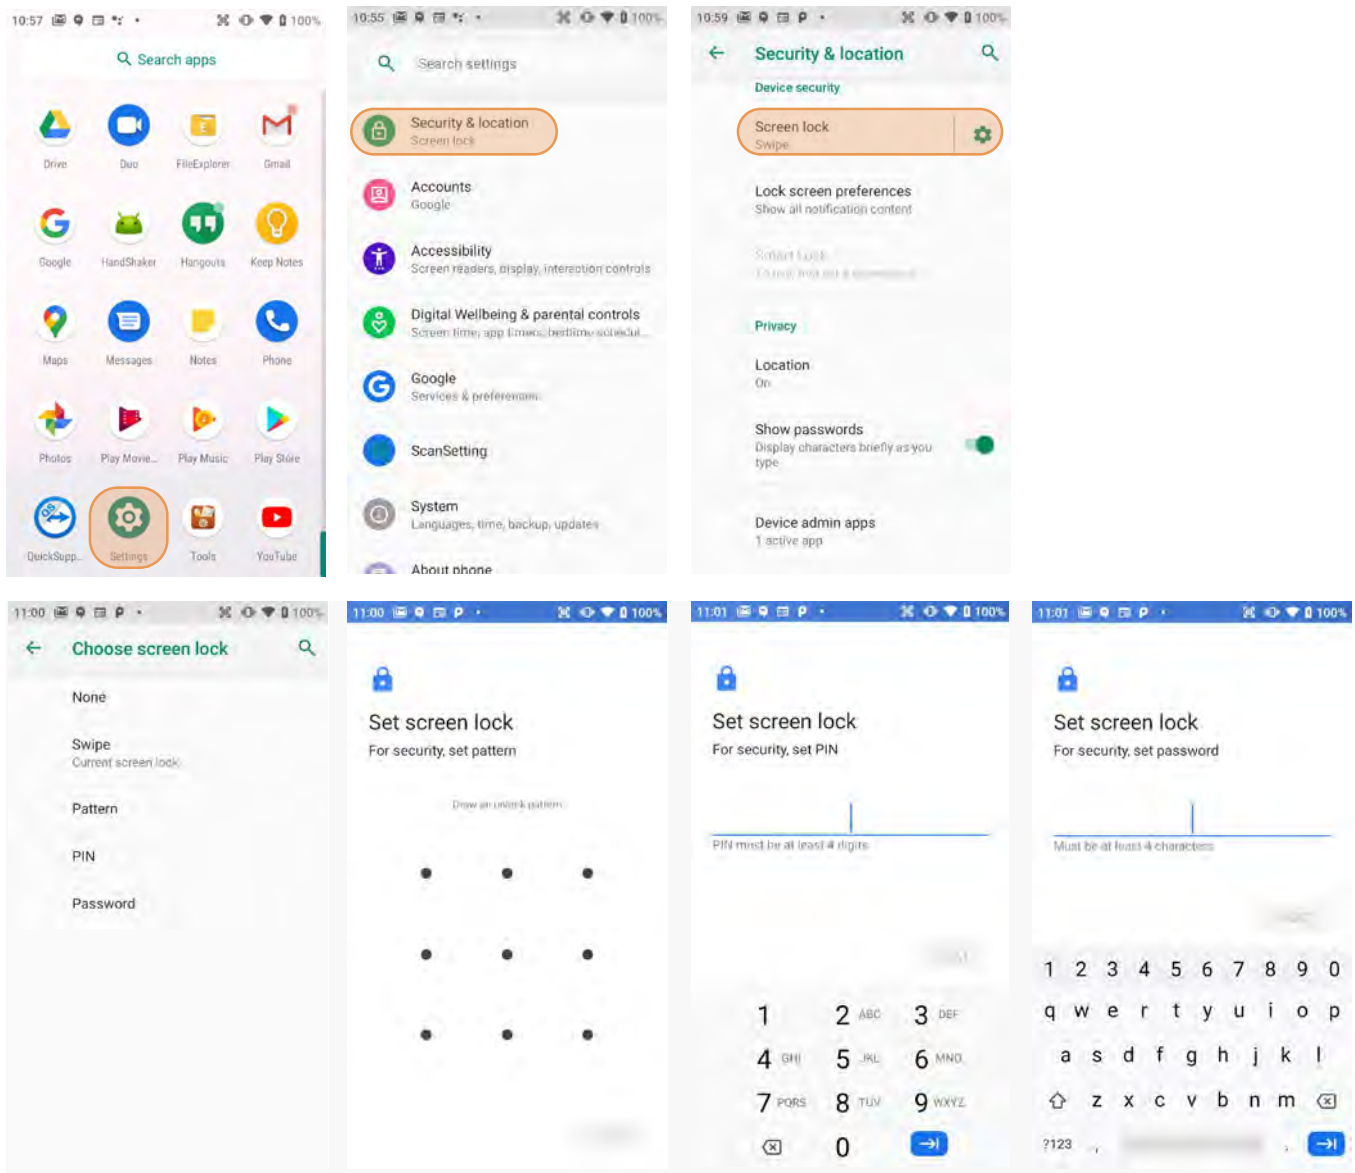 10:57 100%
Search apps
Drive Duo FileExplorer Gmail
Google HandShaker Hangouts Keep Notes
Maps Messages Notes Phone
Photos Play Movie... Play Music Play Store
QuickSupp... Settings Tools YouTube
10:55 100%
Search settings
Security & location
Screen lock
Accounts
Google
Accessibility
Screen readers, display, interaction controls
Digital Wellbeing & parental controls
Screen time, app timers, bedtime schedul...
Google
Services & preferences
ScanSetting
System
Languages, time, backup, updates
About phone
10:59 100%
Security & location
Device security
Screen lock
Swipe
Lock screen preferences
Show all notification content
Smart Lock
Privacy
Location
On
Show passwords
Display characters briefly as you
type
Device admin apps
1 active app
11:00 100%
Choose screen lock
None
Swipe
Current screen lock
Pattern
PIN
Password
11:00 100%
Set screen lock
For security, set pattern
Draw an unlock pattern
11:01 100%
Set screen lock
For security, set PIN
PIN must be at least 4 digits
1 2 ABC 3 DEF
4 GHI 5 JKL 6 MNO
7 PQRS 8 TUV 9 WXYZ
0
11:01 100%
Set screen lock
For security, set password
Must be at least 4 characters
1 2 3 4 5 6 7 8 9 0
q w e r t y u i o p
a s d f g h j k l
z x c v b n m
?123 , .